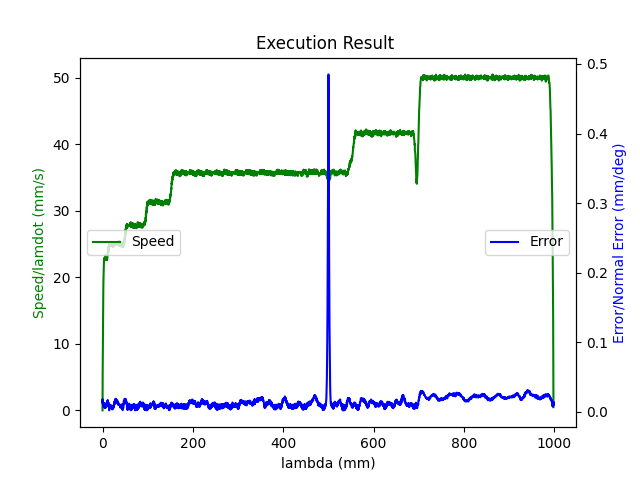 Execution Result
Speed/lamdot (mm/s)
50
40
30
20
10
0
Speed
Error
0.5
0.4
0.3
0.2
0.1
0.0
Error/Normal Error (mm/deg)
0 200 400 600 800 1000
lambda (mm)